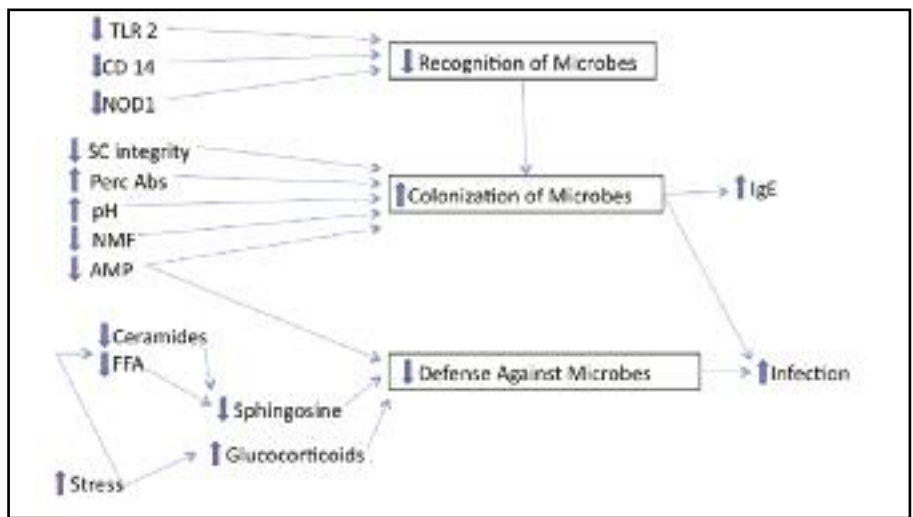 TLR 2
CD 14
NOD1
Recognition of Microbes
SC integrity
Perc Abs
pH
NMF
AMP
Colonization of Microbes
IgE
Ceramides
FFA
Sphingosine
Glucocorticoids
Stress
Defense Against Microbes
Infection